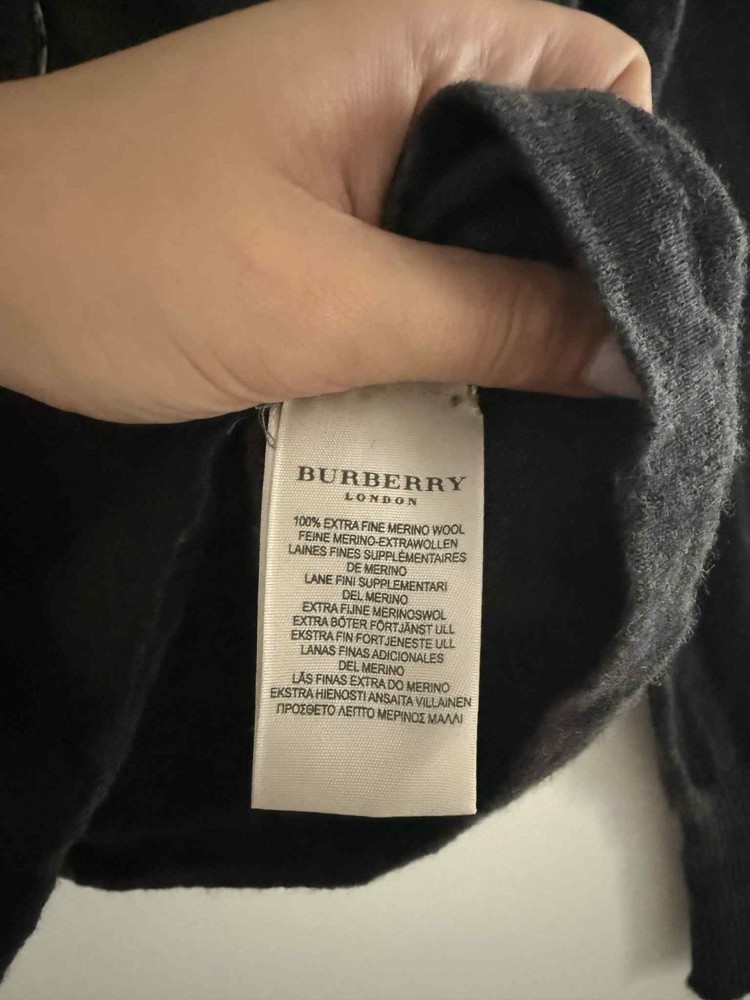 BURBERRY
LONDON
100% EXTRA FINE MERINO WOOL
FEINE MERINO-EXTRAWOLLEN
LAINES FINES SUPPLÈMENTAIRES
DE MERINO
LANE FINI SUPPLEMENTARI
DEL MERINO
EXTRA FIJNE MERINOSWOL
EXTRA BÖTER FÖRTJÄNST ULL
EKSTRA FIN FORTJENESTE ULL
LANAS FINAS ADICIONALES
DEL MERINO
LÃS FINAS EXTRA DO MERINO
EKSTRA HIENOSTI ANSAITA VILLAINEN
ΠΡΟΣΘΕΤΟ ΛΕΠΤΟ ΜΕΡΙΝΟΣ ΜΑΛΛΙ